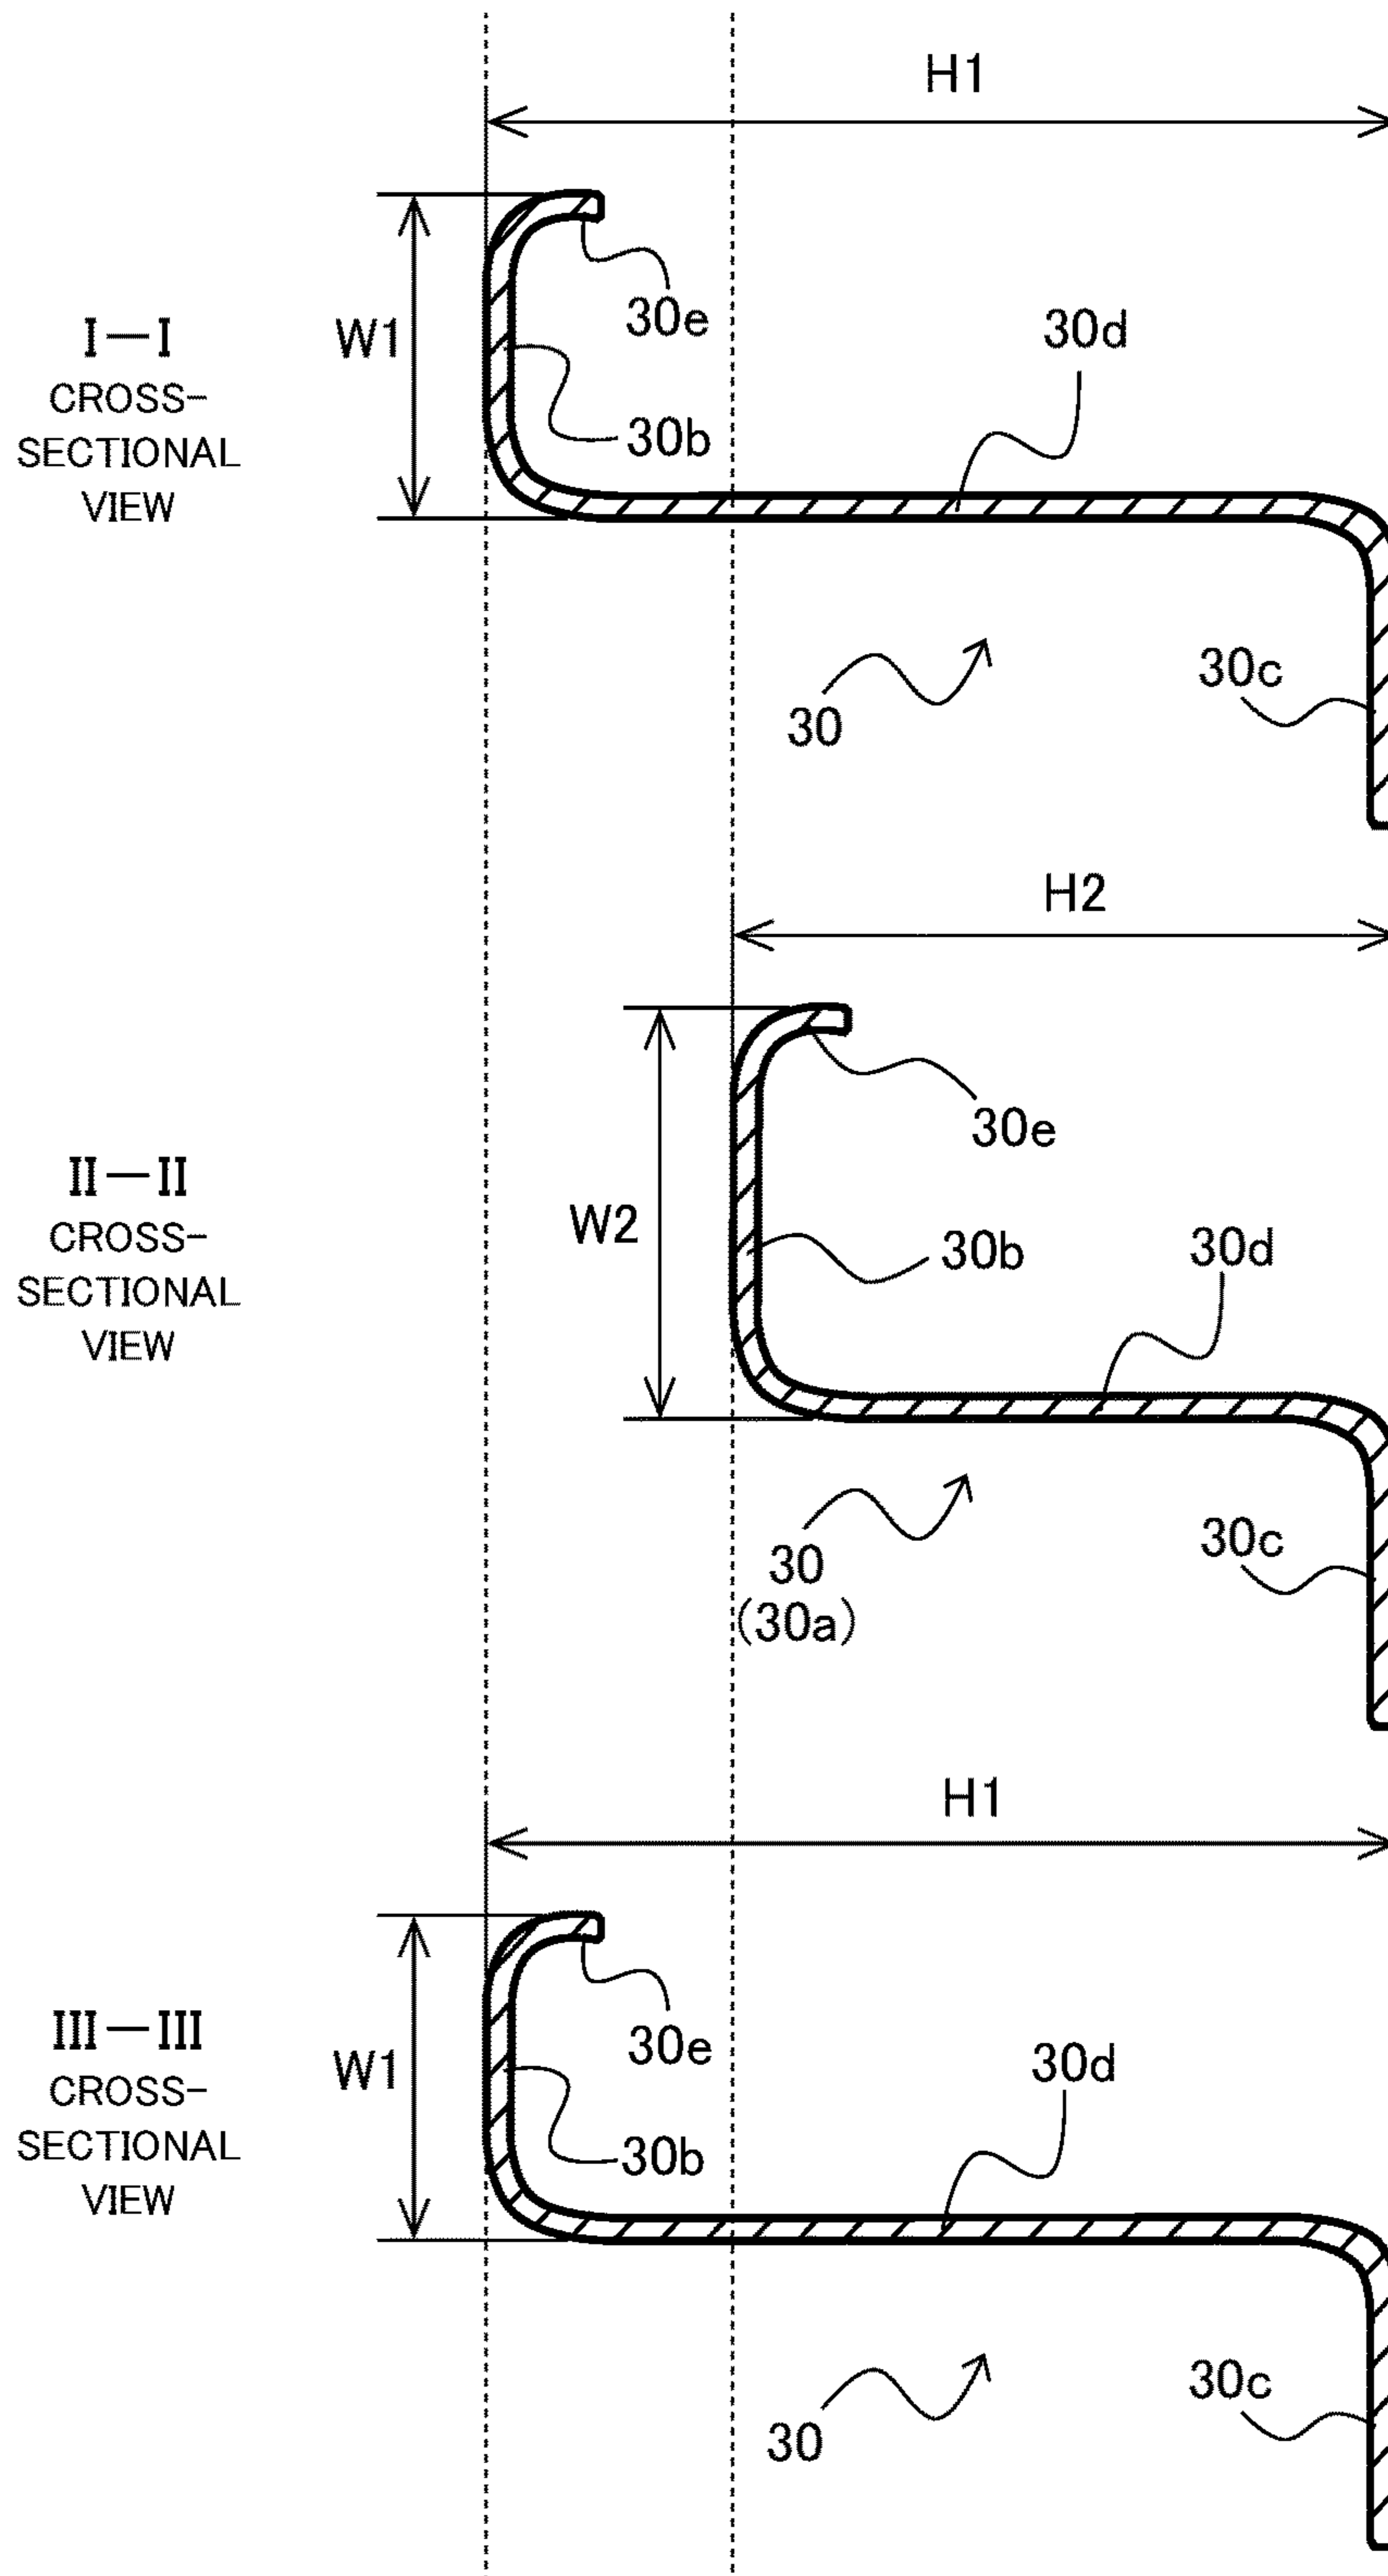 H1
W1
30e
30d
I—I
CROSS-
SECTIONAL
VIEW
30b
30c
30
H2
30e
II—II
CROSS-
SECTIONAL
VIEW
W2
30b
30d
30c
30
(30a)
H1
III—III
CROSS-
SECTIONAL
VIEW
W1
30e
30d
30b
30c
30